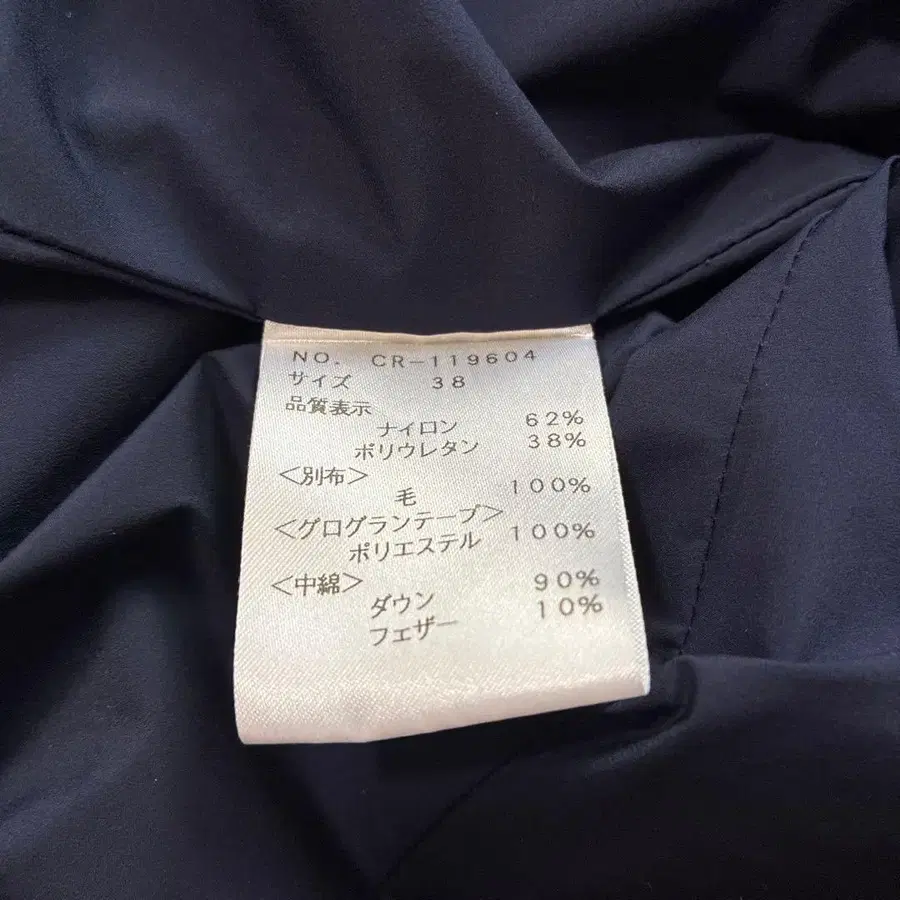 NO. CR-119604
サイズ 38
品質表示
ナイロン 62%
ポリウレタン 38%
<別布>
毛 100%
<グログランテープ>
ポリエステル 100%
<中綿>
ダウン 90%
フェザー 10%